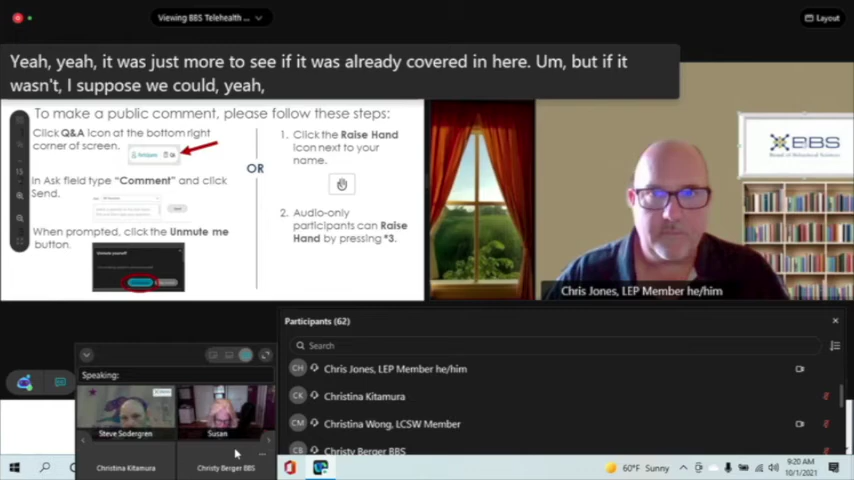 Viewing BBS Telehealth ...
Layout
Yeah, yeah, it was just more to see if it was already covered in here. Um, but if it
wasn't, I suppose we could, yeah,
To make a public comment, please follow these steps:
Click Q&A icon at the bottom right
corner of screen.
In Ask field type “Comment” and click
Send.
When prompted, click the Unmute me
button.
OR
1. Click the Raise Hand
icon next to your
name.
2. Audio-only
participants can Raise
Hand by pressing *3.
BBS
Board of Behavioral Sciences
Chris Jones, LEP Member he/him
Participants (62)
Search
CH Chris Jones, LEP Member he/him
CK Christina Kitamura
CM Christina Wong, LCSW Member
CB Christy Berger BBS
Speaking:
Steve Sodergren
Susan
Christina Kitamura
Christy Berger BBS
60°F Sunny
9:20 AM
10/1/2021